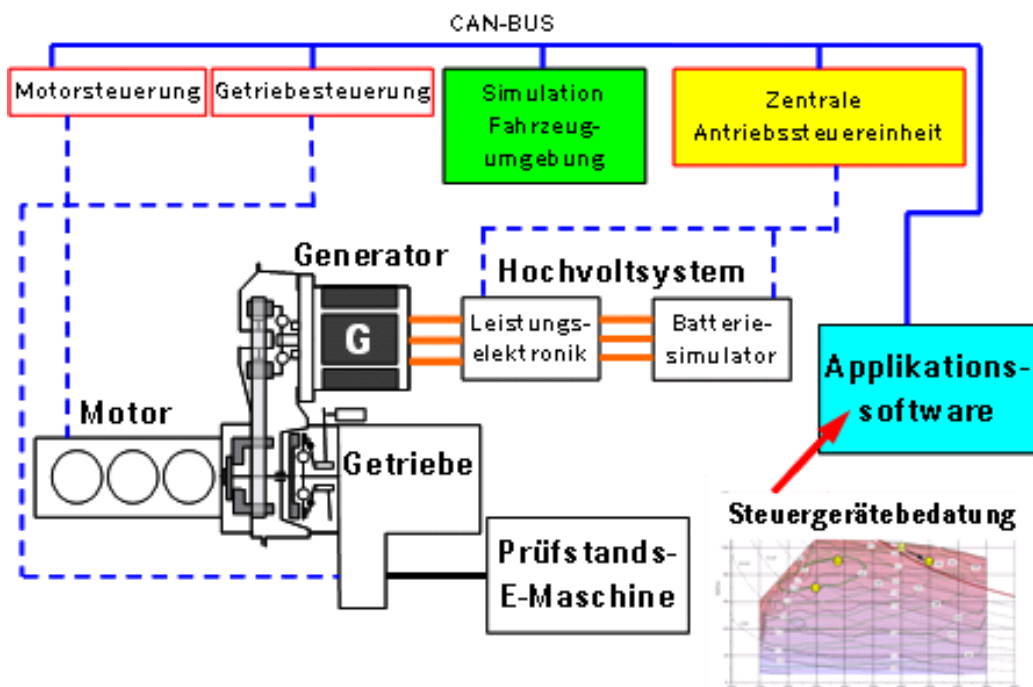 CAN-BUS
Motorsteuerung
Getriebesteuerung
Simulation
Fahrzeug-
umgebung
Zentrale
Antriebssteuereinheit
Generator
Hochvoltsystem
G
Leistungs-
elektronik
Batterie-
simulator
Applikations-
software
Motor
Getriebe
Steuergerätebedatung
Prüfstands-
E-Maschine